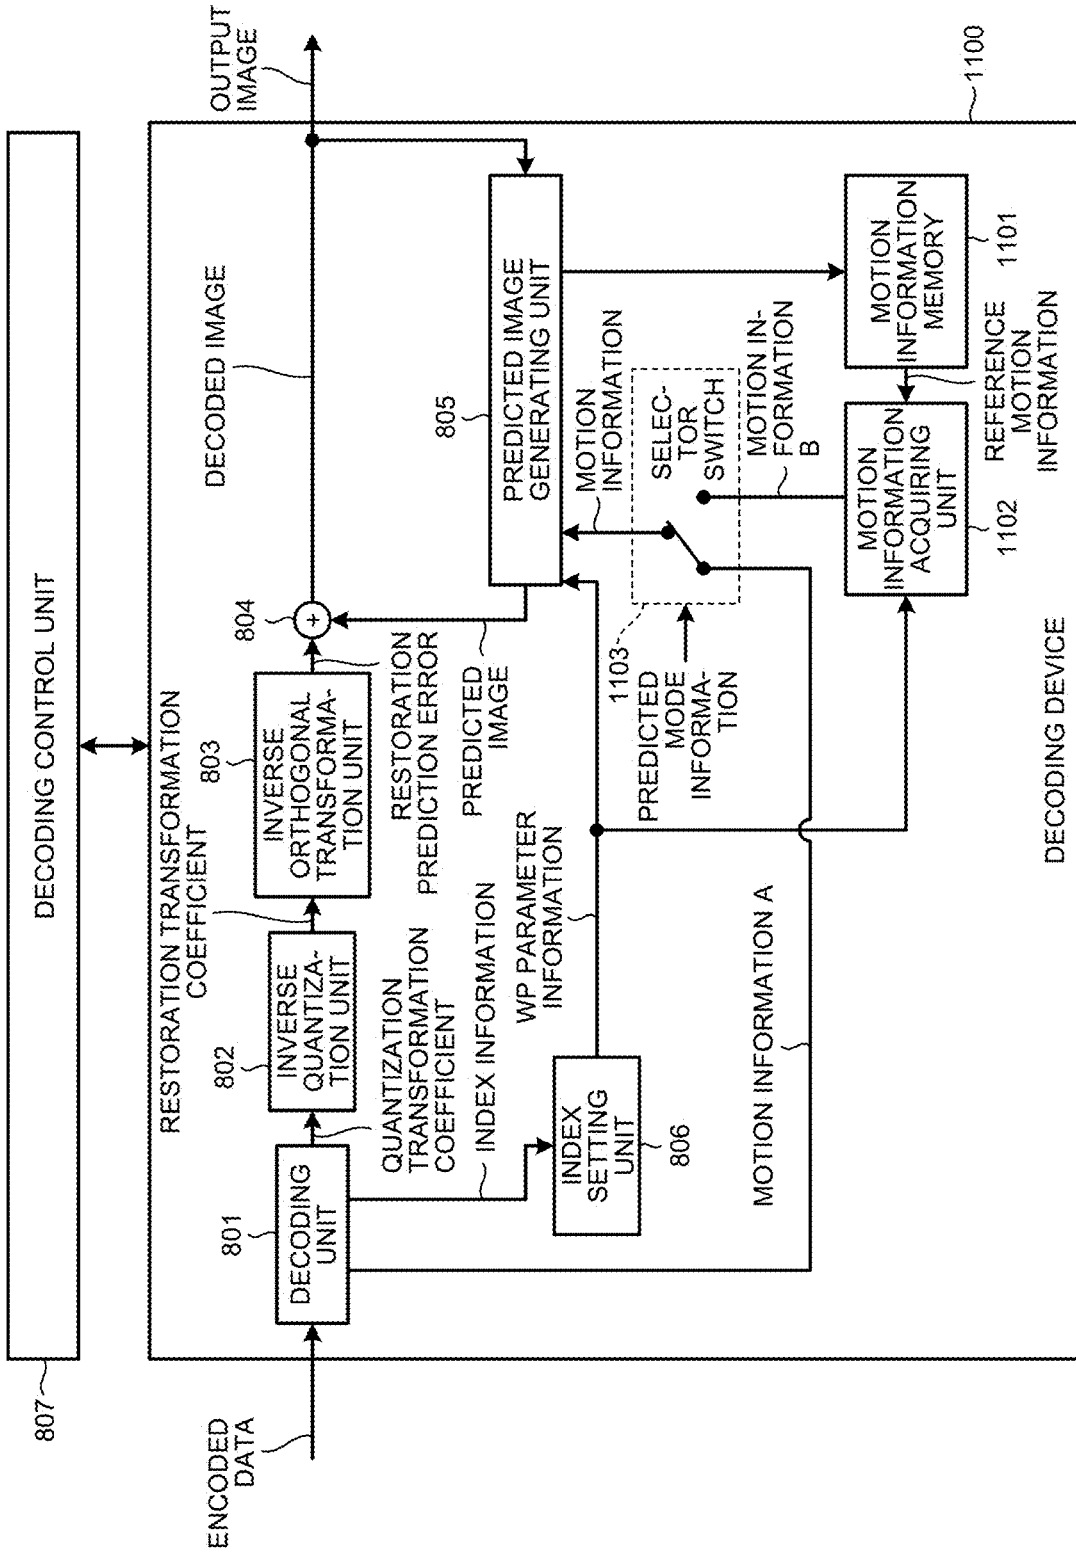 807
DECODING CONTROL UNIT
ENCODED
DATA
OUTPUT
IMAGE
1100
RESTORATION TRANSFORMATION
COEFFICIENT
801
DECODING
UNIT
802
INVERSE
QUANTIZA-
TION UNIT
803
INVERSE
ORTHOGONAL
TRANSFORMA-
TION UNIT
804
+
DECODED IMAGE
QUANTIZATION
TRANSFORMATION
COEFFICIENT
RESTORATION
PREDICTION ERROR
PREDICTED
IMAGE
INDEX INFORMATION
805
PREDICTED IMAGE
GENERATING UNIT
WP PARAMETER
INFORMATION
INDEX
SETTING
UNIT
806
MOTION
INFORMATION
1103
SELEC-
TOR
SWITCH
PREDICTED
MODE
INFORMA-
TION
MOTION IN-
FORMATION
B
MOTION INFORMATION A
MOTION
INFORMATION
ACQUIRING
UNIT
1102
MOTION
INFORMATION
MEMORY
1101
REFERENCE
MOTION
INFORMATION
DECODING DEVICE